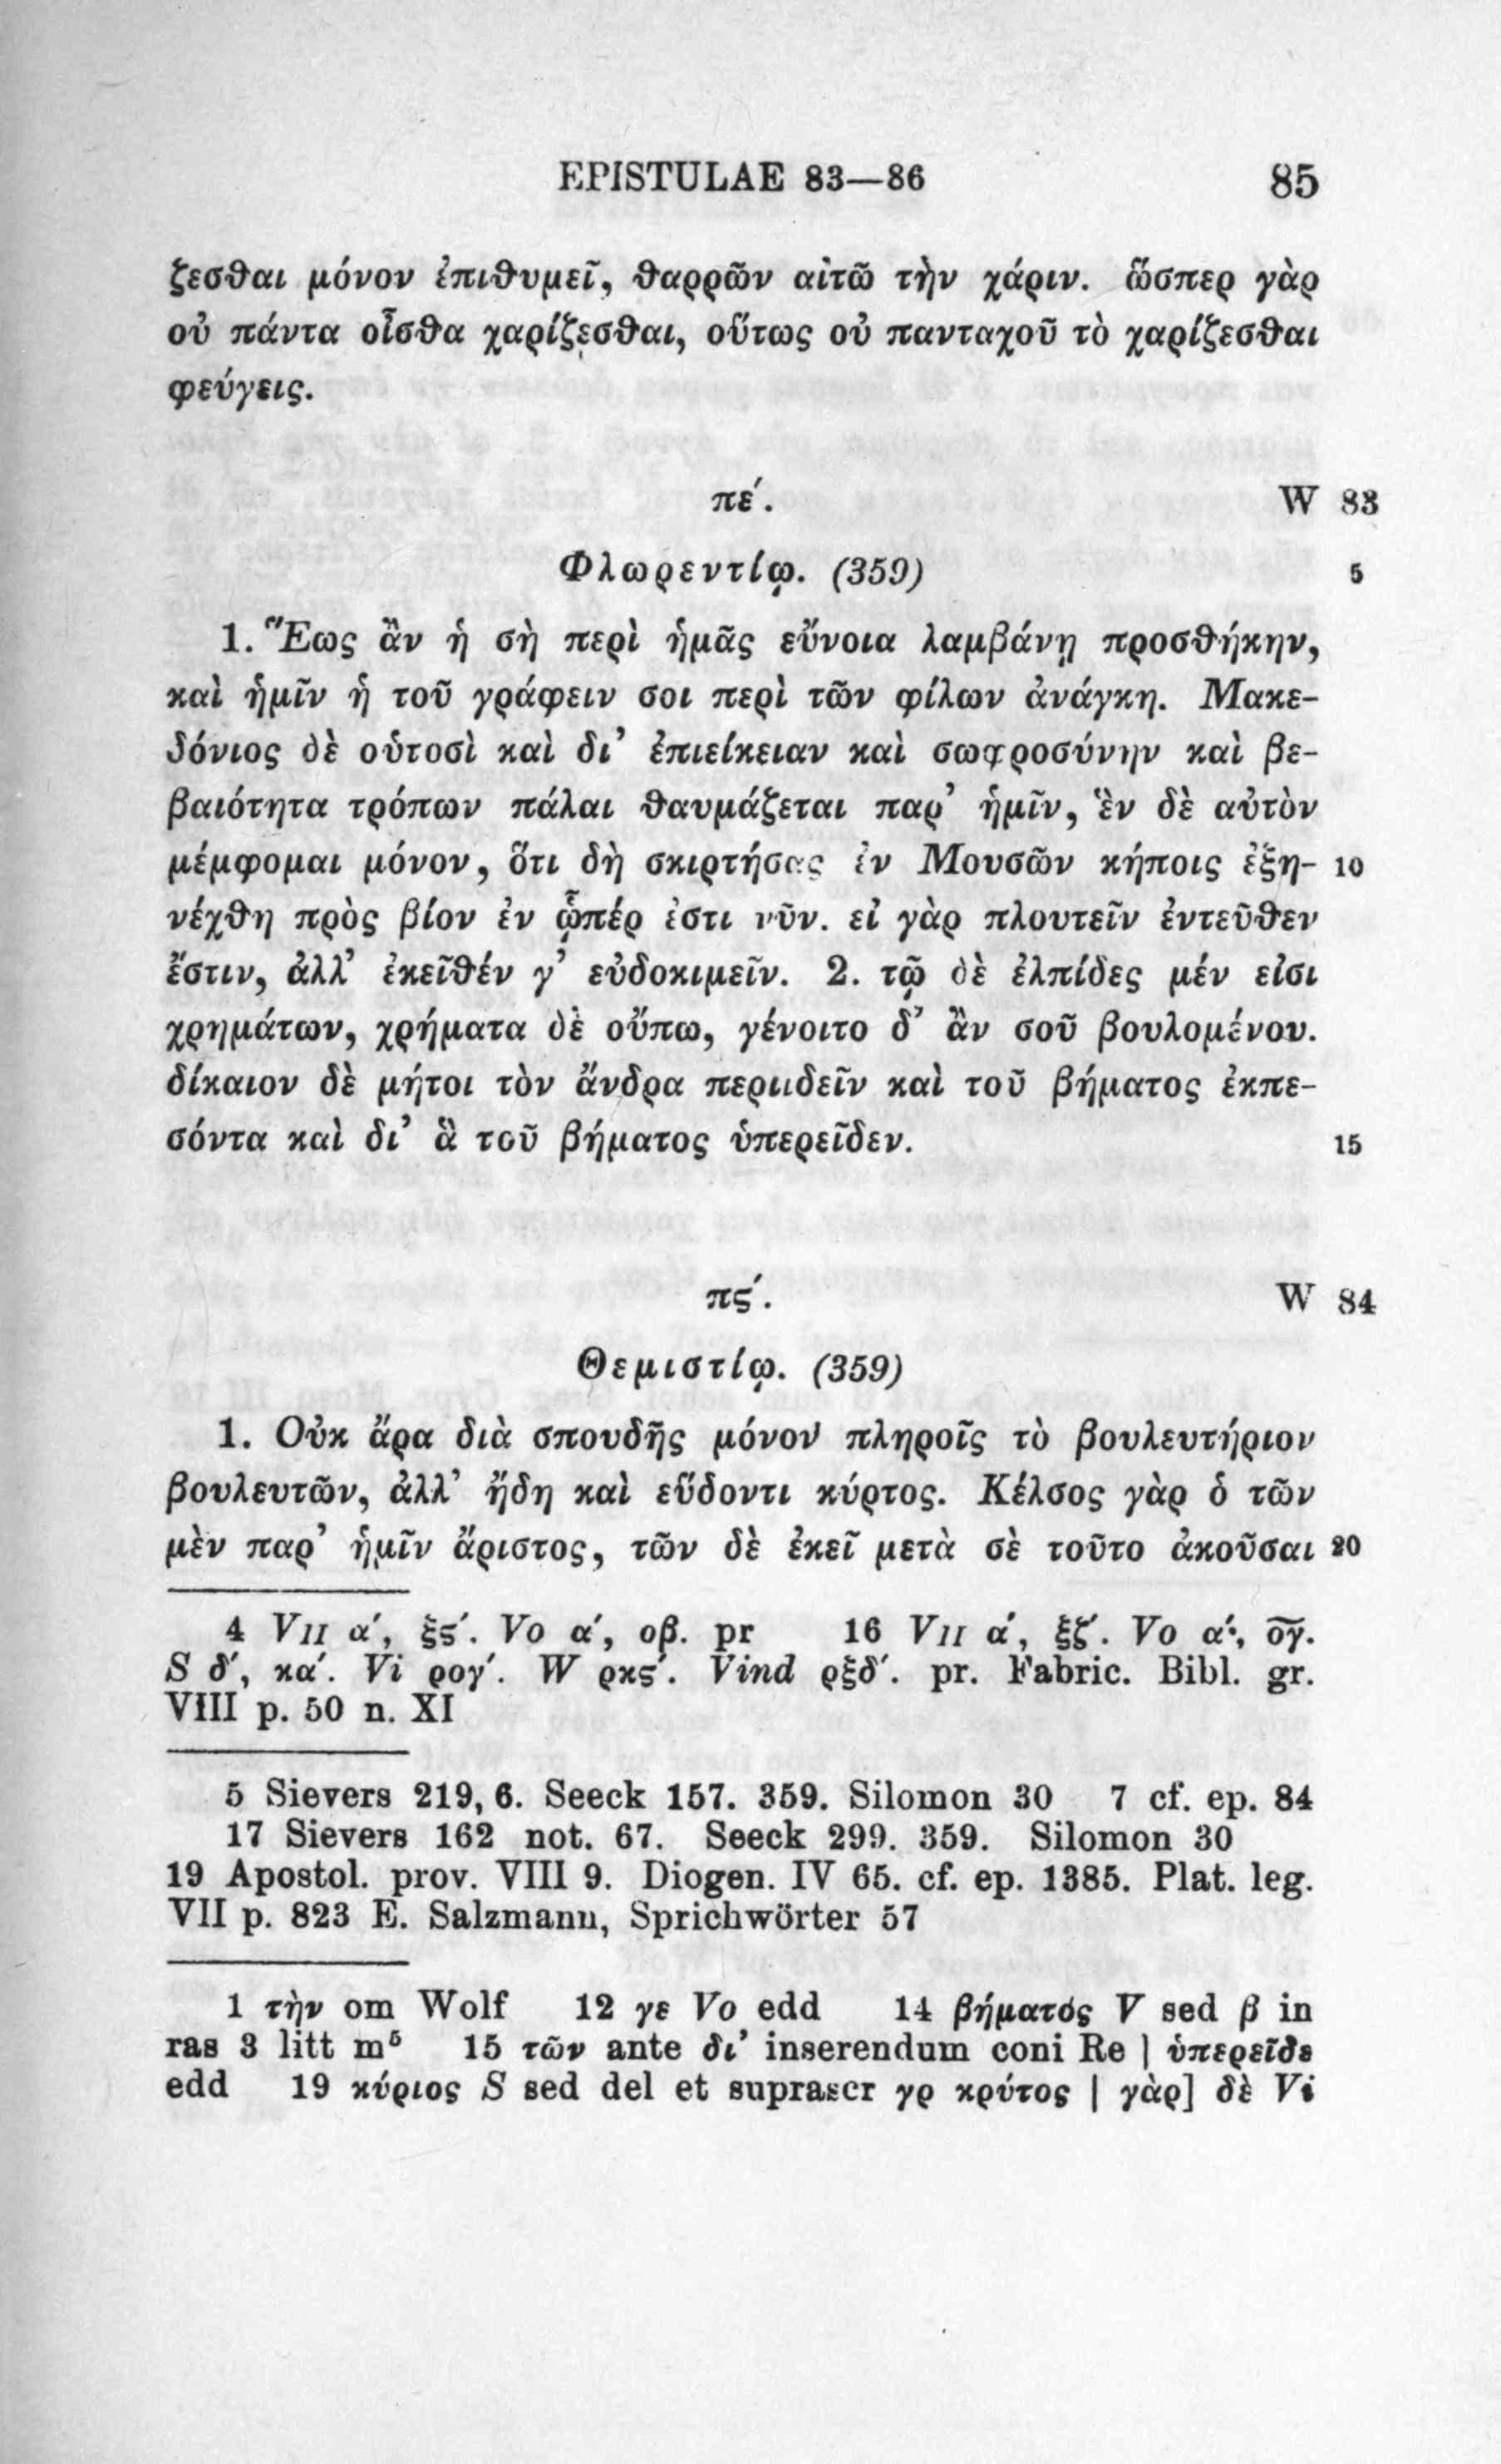 EPISTULAE 83—86 85
ζεσθαι μόνον ἐπιθυμεῖ, θαρρῶν αἰτῶ τὴν χάριν. ὥσπερ γὰρ
οὐ πάντα οἶσθα χαρίζεσθαι, οὕτως οὐ πανταχοῦ τὸ χαρίζεσθαι
φεύγεις.
πε΄. W 83
Φλωρεντίῳ. (359) 5
1. Ἕως ἂν ἡ σὴ περὶ ἡμᾶς εὔνοια λαμβάνῃ προσθήκην,
καὶ ἡμῖν ἡ τοῦ γράφειν σοι περὶ τῶν φίλων ἀνάγκη. Μακε-
δόνιος δὲ οὑτοσὶ καὶ δι’ ἐπιείκειαν καὶ σωφροσύνην καὶ βε-
βαιότητα τρόπων πάλαι θαυμάζεται παρ’ ἡμῖν, ἓν δὲ αὐτὸν
μέμφομαι μόνον, ὅτι δὴ σκιρτήσας ἐν Μουσῶν κήποις ἐξη- 10
νέχθη πρὸς βίον ἐν ᾧπέρ ἐστι νῦν. εἰ γὰρ πλουτεῖν ἐντεῦθεν
ἔστιν, ἀλλ’ ἐκεῖθέν γ’ εὐδοκιμεῖν. 2. τῷ δὲ ἐλπίδες μέν εἰσι
χρημάτων, χρήματα δὲ οὔπω, γένοιτο δ’ ἂν σοῦ βουλομένου.
δίκαιον δὲ μήτοι τὸν ἄνδρα περιιδεῖν καὶ τοῦ βήματος ἐκπε-
σόντα καὶ δι’ ἃ τοῦ βήματος ὑπερεῖδεν. 15
πϛ΄. W 84
Θεμιστίῳ. (359)
1. Οὐκ ἄρα διὰ σπουδῆς μόνον πληροῖς τὸ βουλευτήριον
βουλευτῶν, ἀλλ’ ἤδη καὶ εὕδοντι κύρτος. Κέλσος γὰρ ὁ τῶν
μὲν παρ’ ἡμῖν ἄριστος, τῶν δὲ ἐκεῖ μετὰ σὲ τοῦτο ἀκοῦσαι 20
4 VII α΄, ξϛ΄. Vo α΄, οβ. pr 16 VII α΄, ξζ΄. Vo α΄, ογ.
S δ΄, κα΄. Vi ρογ΄. W ρκϛ΄. Vind ρξδ΄. pr. Fabric. Bibl. gr.
VIII p. 50 n. XI
5 Sievers 219, 6. Seeck 157. 359. Silomon 30 7 cf. ep. 84
17 Sievers 162 not. 67. Seeck 299. 359. Silomon 30
19 Apostol. prov. VIII 9. Diogen. IV 65. cf. ep. 1385. Plat. leg.
VII p. 823 E. Salzmann, Sprichwörter 57
1 τὴν om Wolf 12 γε Vo edd 14 βήματός V sed β in
ras 3 litt m⁵ 15 τῶν ante δι’ inserendum coni Re | ὑπερεῖδε
edd 19 κύριος S sed del et suprascr γρ κρύτος | γὰρ] δὲ Vi